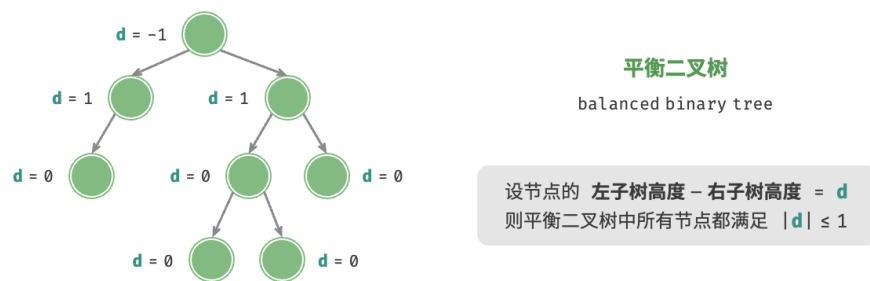 d = -1
d = 1
d = 1
d = 0
d = 0
d = 0
d = 0
d = 0
平衡二叉树
balanced binary tree
设节点的 左子树高度 – 右子树高度 = d
则平衡二叉树中所有节点都满足 |d| ≤ 1